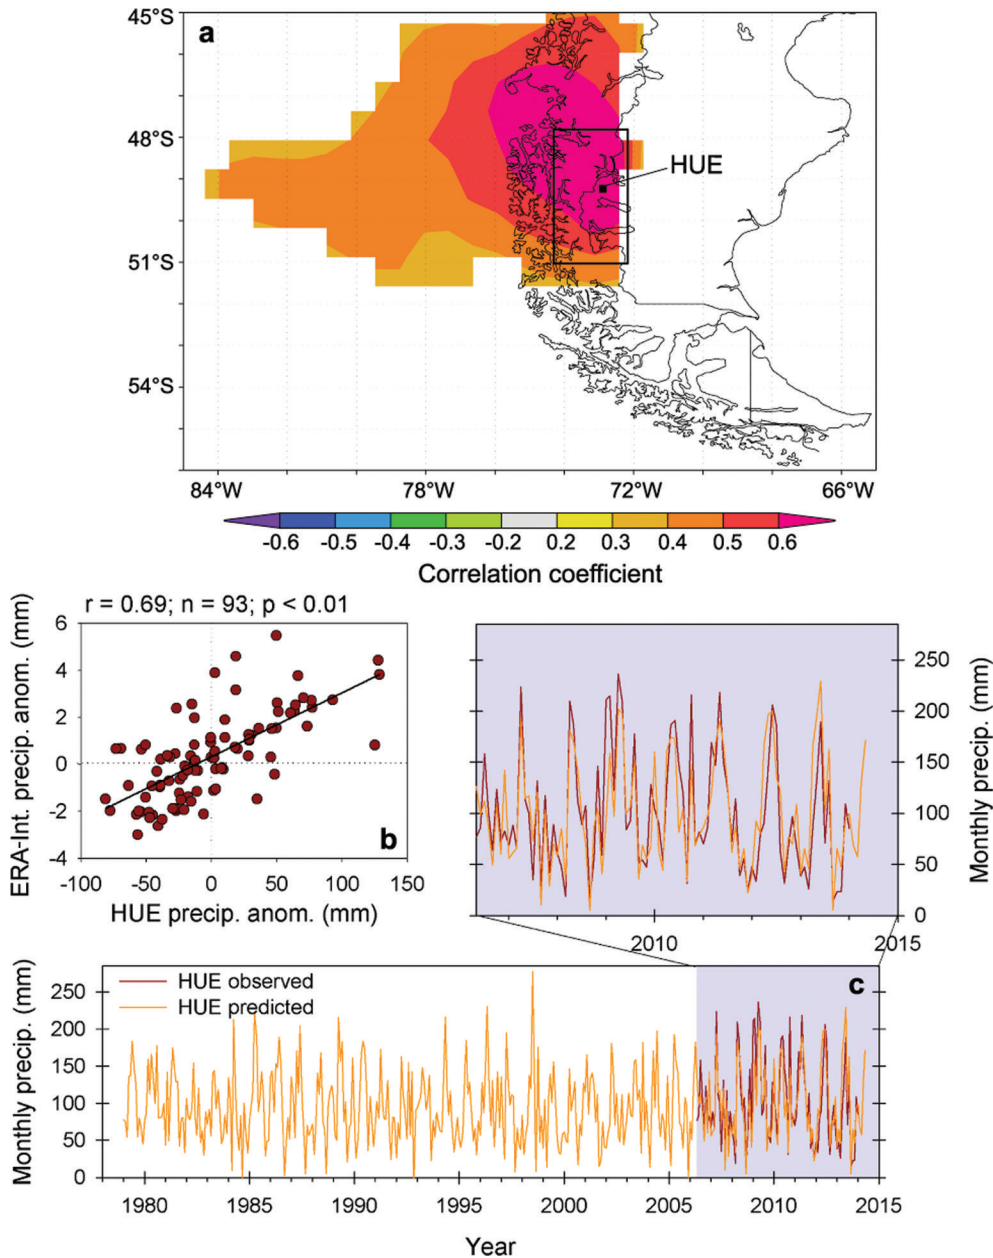 a
45°S
48°S
51°S
54°S
HUE
84°W 78°W 72°W 66°W
-0.6 -0.5 -0.4 -0.3 -0.2 0.2 0.3 0.4 0.5 0.6
Correlation coefficient
r = 0.69; n = 93; p < 0.01
ERA-Int. precip. anom. (mm)
6
4
2
0
-2
-4
b
-100 -50 0 50 100 150
HUE precip. anom. (mm)
250
200
150
100
50
0
Monthly precip. (mm)
2010 2015
c
HUE observed
HUE predicted
Monthly precip. (mm)
250
200
150
100
50
0
1980 1985 1990 1995 2000 2005 2010 2015
Year